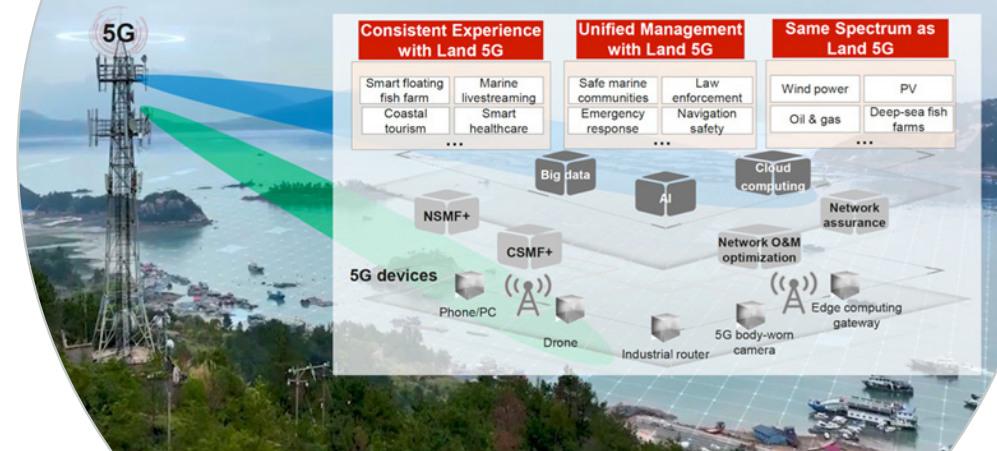 5G
Consistent Experience
with Land 5G
Unified Management
with Land 5G
Same Spectrum as
Land 5G
Smart floating
fish farm
Marine
livestreaming
Coastal
tourism
Smart
healthcare
...
Safe marine
communities
Law
enforcement
Emergency
response
Navigation
safety
...
Wind power
PV
Oil & gas
Deep-sea fish
farms
...
Big data
AI
Cloud
computing
NSMF+
CSMF+
Network O&M
optimization
Network
assurance
5G devices
Phone/PC
Drone
Industrial router
5G body-worn
camera
Edge computing
gateway